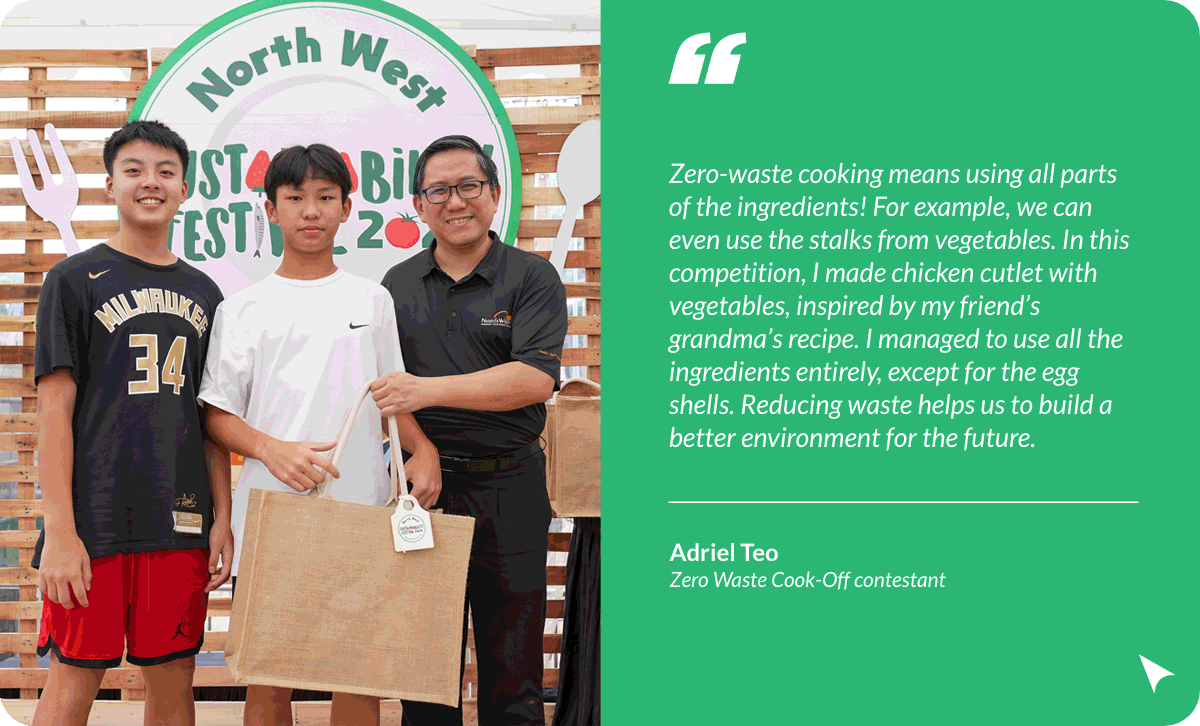 North West
FESTI
MILWAUKEE
34
“
Zero-waste cooking means using all parts
of the ingredients! For example, we can
even use the stalks from vegetables. In this
competition, I made chicken cutlet with
vegetables, inspired by my friend’s
grandma’s recipe. I managed to use all the
ingredients entirely, except for the egg
shells. Reducing waste helps us to build a
better environment for the future.
Adriel Teo
Zero Waste Cook-Off contestant